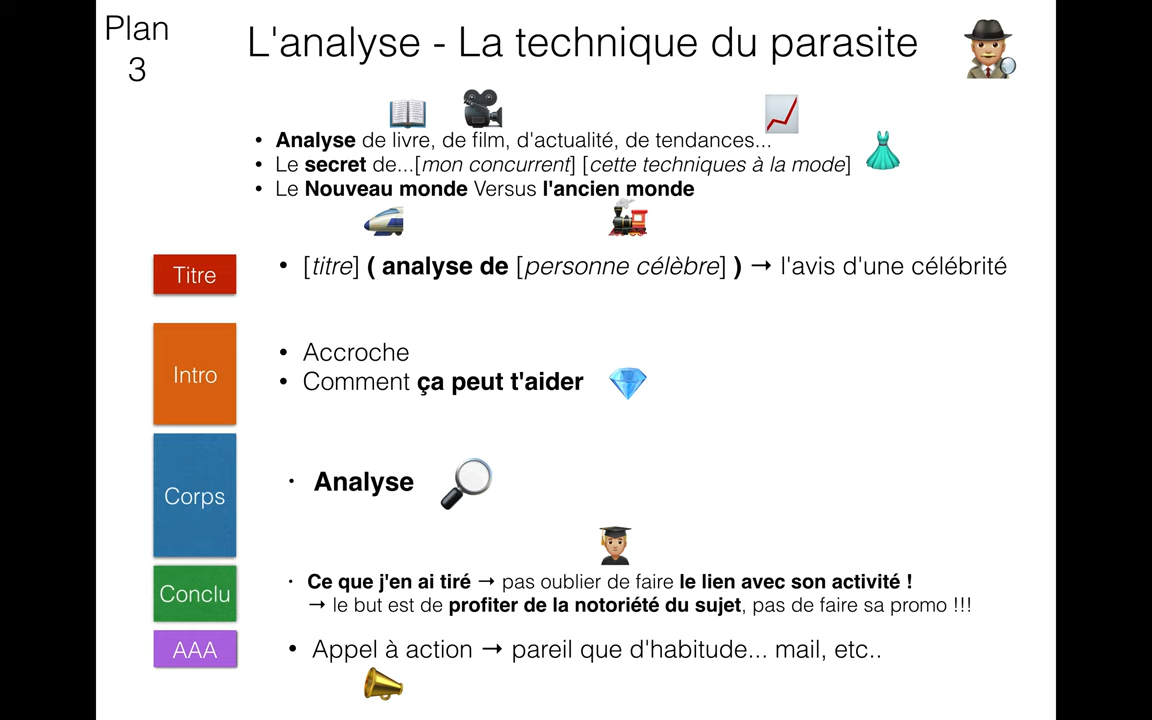 Plan
3
L'analyse - La technique du parasite
• Analyse de livre, de film, d'actualité, de tendances...
• Le secret de...[mon concurrent] [cette techniques à la mode]
• Le Nouveau monde Versus l'ancien monde
Titre
• [titre] ( analyse de [personne célèbre] ) → l'avis d'une célébrité
Intro
• Accroche
• Comment ça peut t'aider
Corps
• Analyse
Conclu
• Ce que j'en ai tiré → pas oublier de faire le lien avec son activité !
→ le but est de profiter de la notoriété du sujet, pas de faire sa promo !!!
AAA
• Appel à action → pareil que d'habitude... mail, etc..